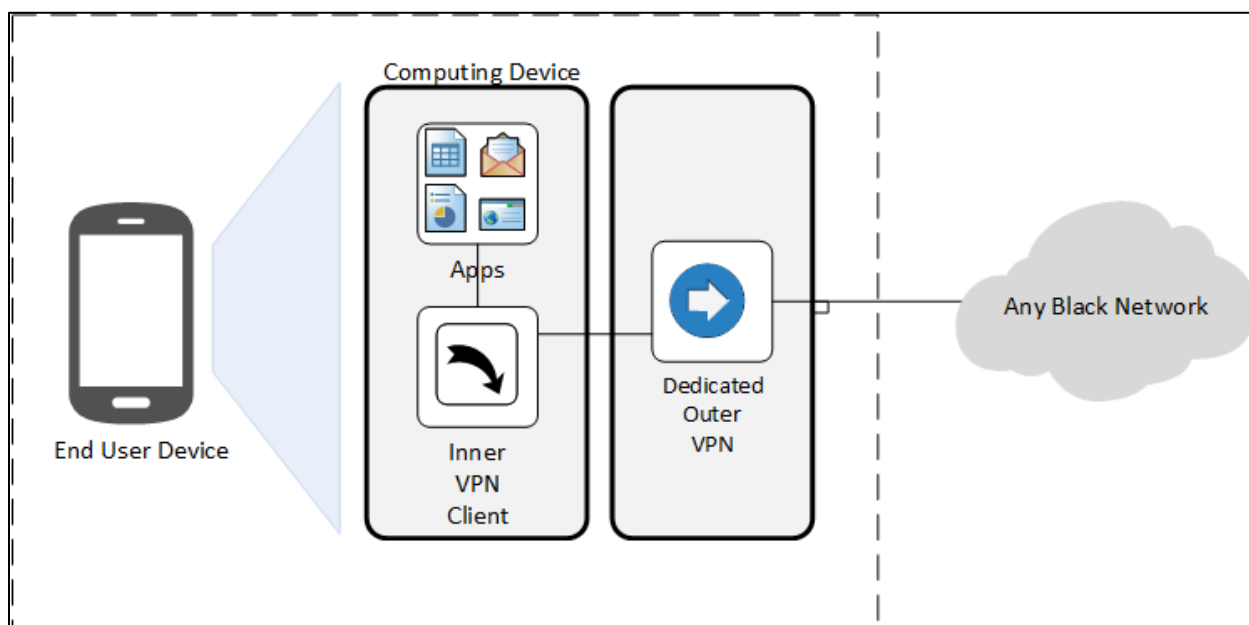 Computing Device
Apps
End User Device
Inner
VPN
Client
Dedicated
Outer
VPN
Any Black Network